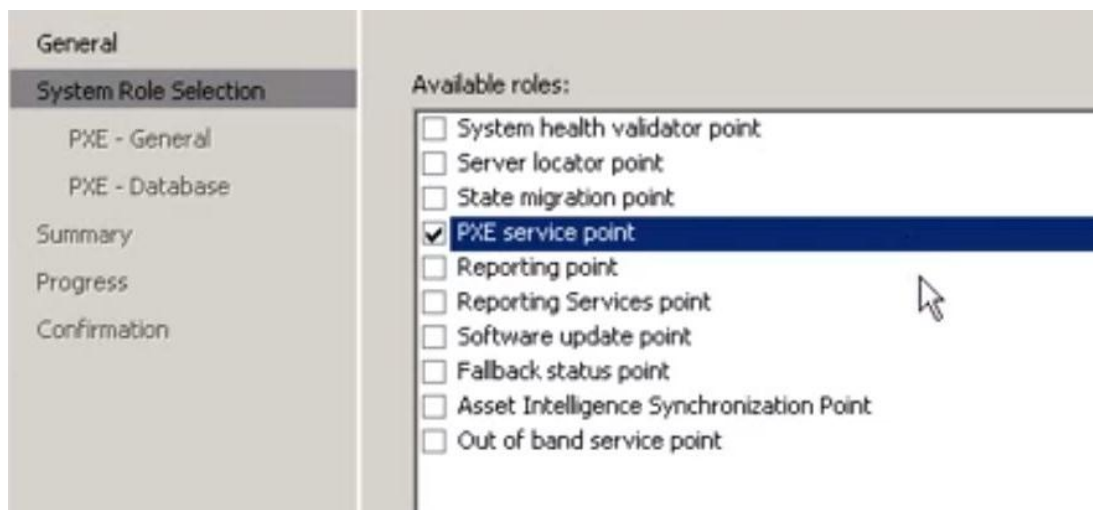 General
System Role Selection
PXE - General
PXE - Database
Summary
Progress
Confirmation
Available roles:
System health validator point
Server locator point
State migration point
PXE service point
Reporting point
Reporting Services point
Software update point
Fallback status point
Asset Intelligence Synchronization Point
Out of band service point